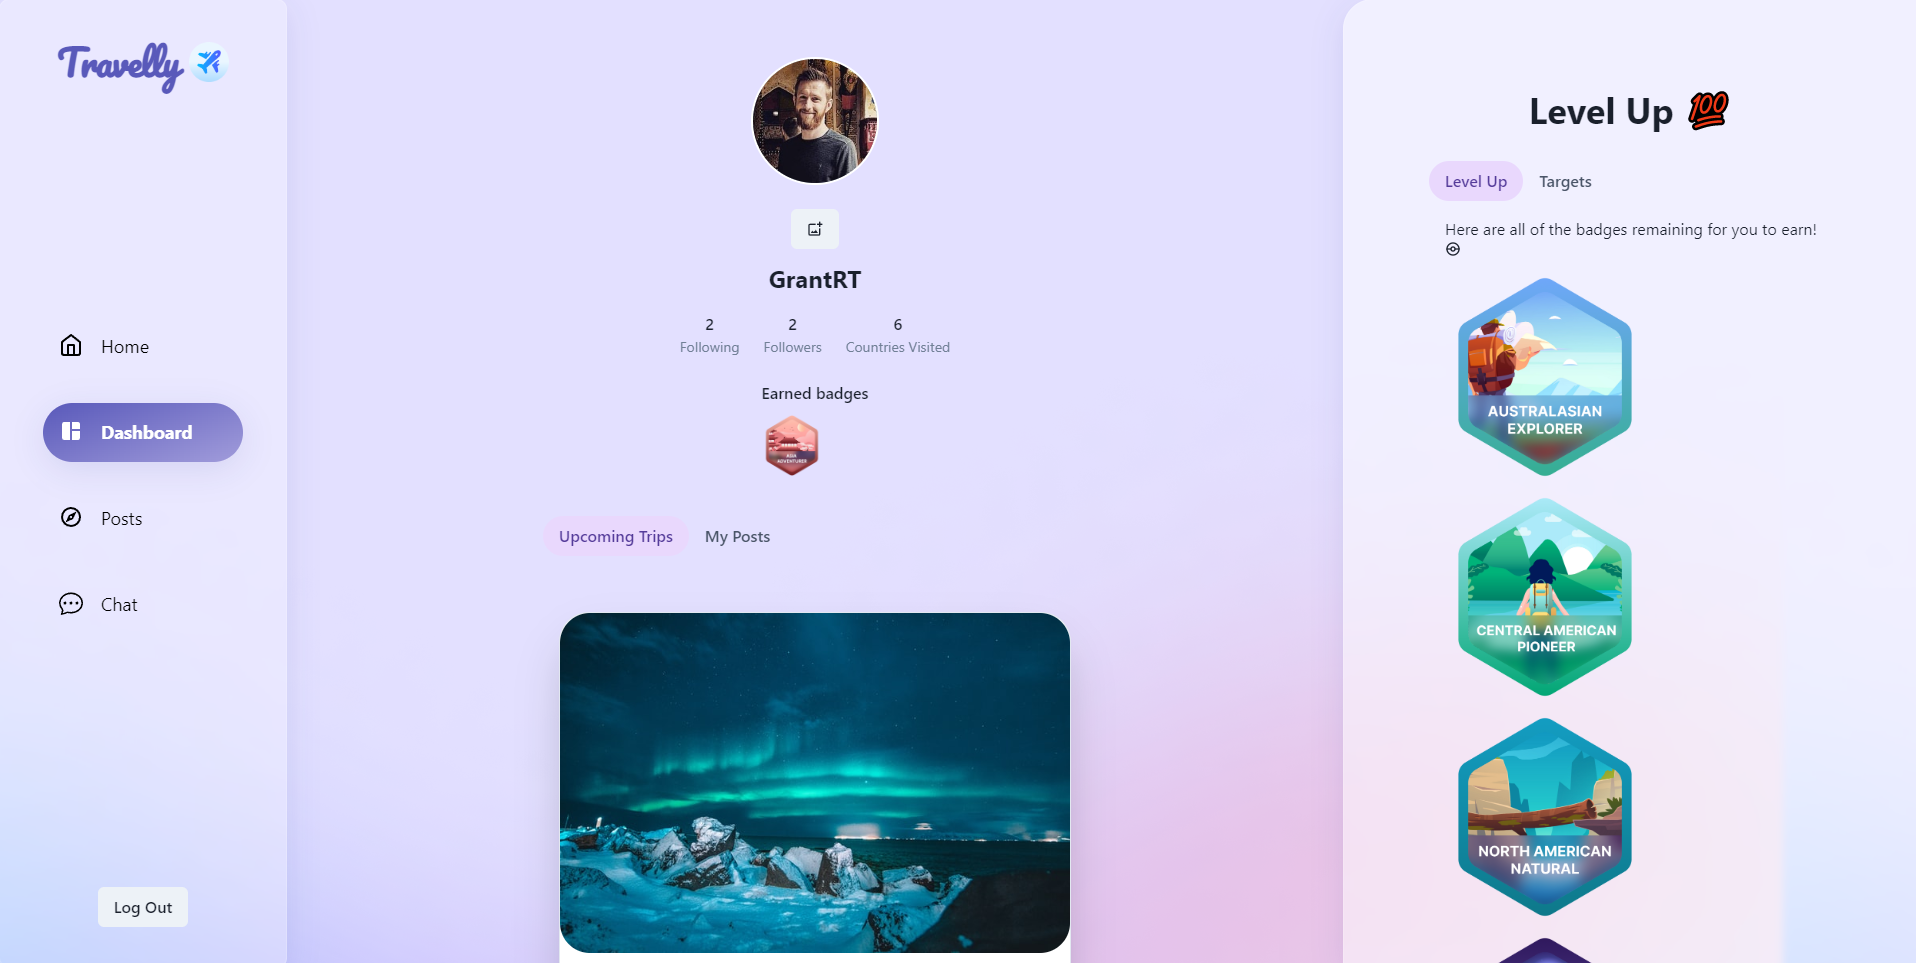 Travelly
Home
Dashboard
Posts
Chat
Log Out
GrantRT
2
Following
2
Followers
6
Countries Visited
Earned badges
ASIA
ADVENTURER
Upcoming Trips
My Posts
Level Up 💯
Level Up
Targets
Here are all of the badges remaining for you to earn!
AUSTRALASIAN
EXPLORER
CENTRAL AMERICAN
PIONEER
NORTH AMERICAN
NATURAL